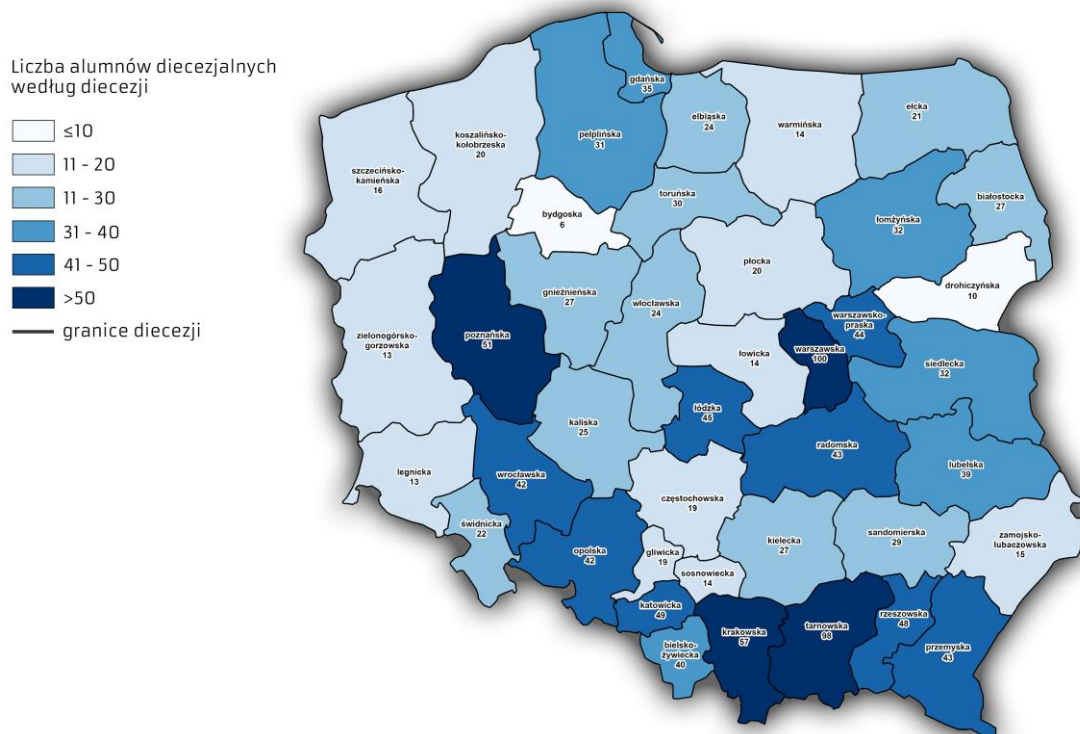 Liczba alumnów diecezjalnych
według diecezji
≤10
11 - 20
11 - 30
31 - 40
41 - 50
>50
granice diecezji
gdańska
35
koszalińsko-
kołobrzeska
20
pelplińska
31
elbląska
24
warmińska
14
ełcka
21
szczecińsko-
kamieńska
16
bydgoska
6
toruńska
30
łomżyńska
32
białostocka
27
płocka
20
drohiczyńska
10
gnieźnieńska
27
włocławska
24
zielonogórsko-
gorzowska
13
poznańska
51
łowicka
14
warszawska
100
warszawsko-
praska
44
siedlecka
32
kaliska
25
łódzka
45
radomska
43
lubelska
39
legnicka
13
wrocławska
42
świdnicka
22
częstochowska
19
opolska
42
gliwicka
19
sosnowiecka
14
kielecka
27
sandomierska
29
zamojsko-
lubaczowska
15
katowicka
49
bielsko-
żywiecka
40
krakowska
57
tarnowska
98
rzeszowska
48
przemyska
43